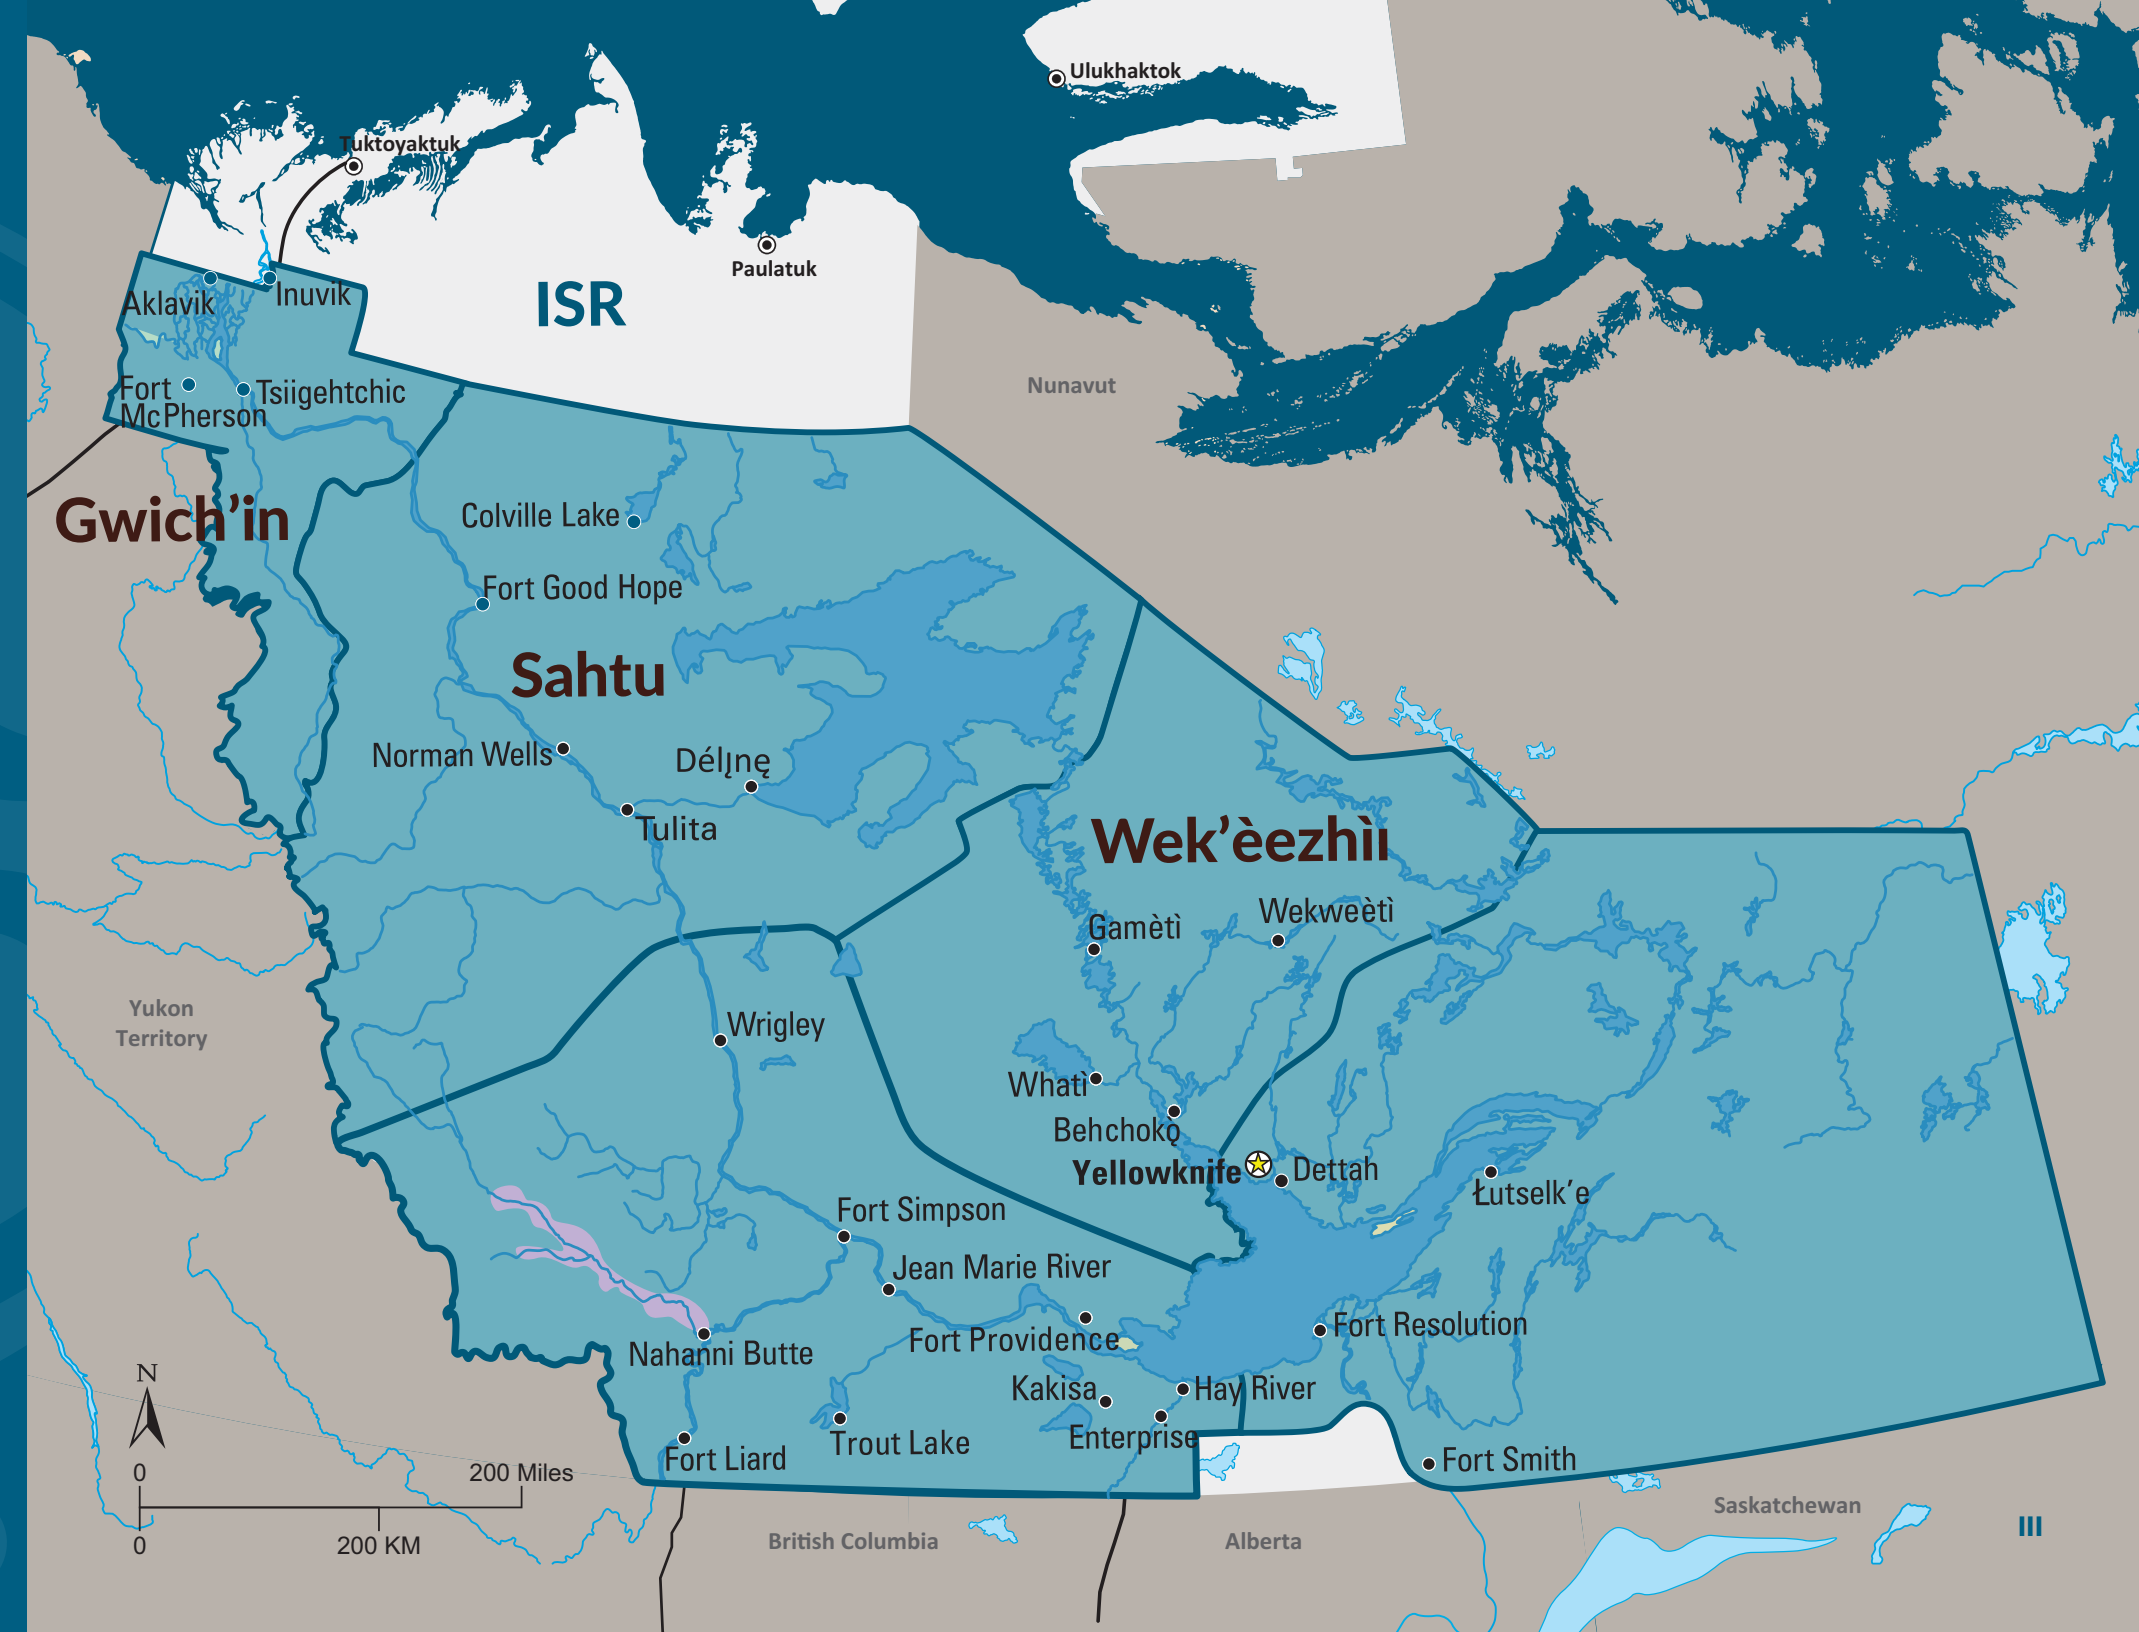 Ulukhaktok
Tuktoyaktuk
Paulatuk
ISR
Aklavik
Inuvik
Nunavut
Fort
McPherson
Tsiigehtchic
Gwich’in
Colville Lake
Fort Good Hope
Sahtu
Norman Wells
Délı̨nę
Tulita
Wek’èezhìı
Gamètì
Wekweètì
Yukon
Territory
Wrigley
Whatì
Behchokǫ̀
Yellowknife
Dettah
Łutselk’e
Fort Simpson
Jean Marie River
Fort Providence
Fort Resolution
Nahanni Butte
Kakisa
Hay River
Enterprise
Trout Lake
Fort Liard
Fort Smith
N
0
200 Miles
0
200 KM
British Columbia
Alberta
Saskatchewan
III